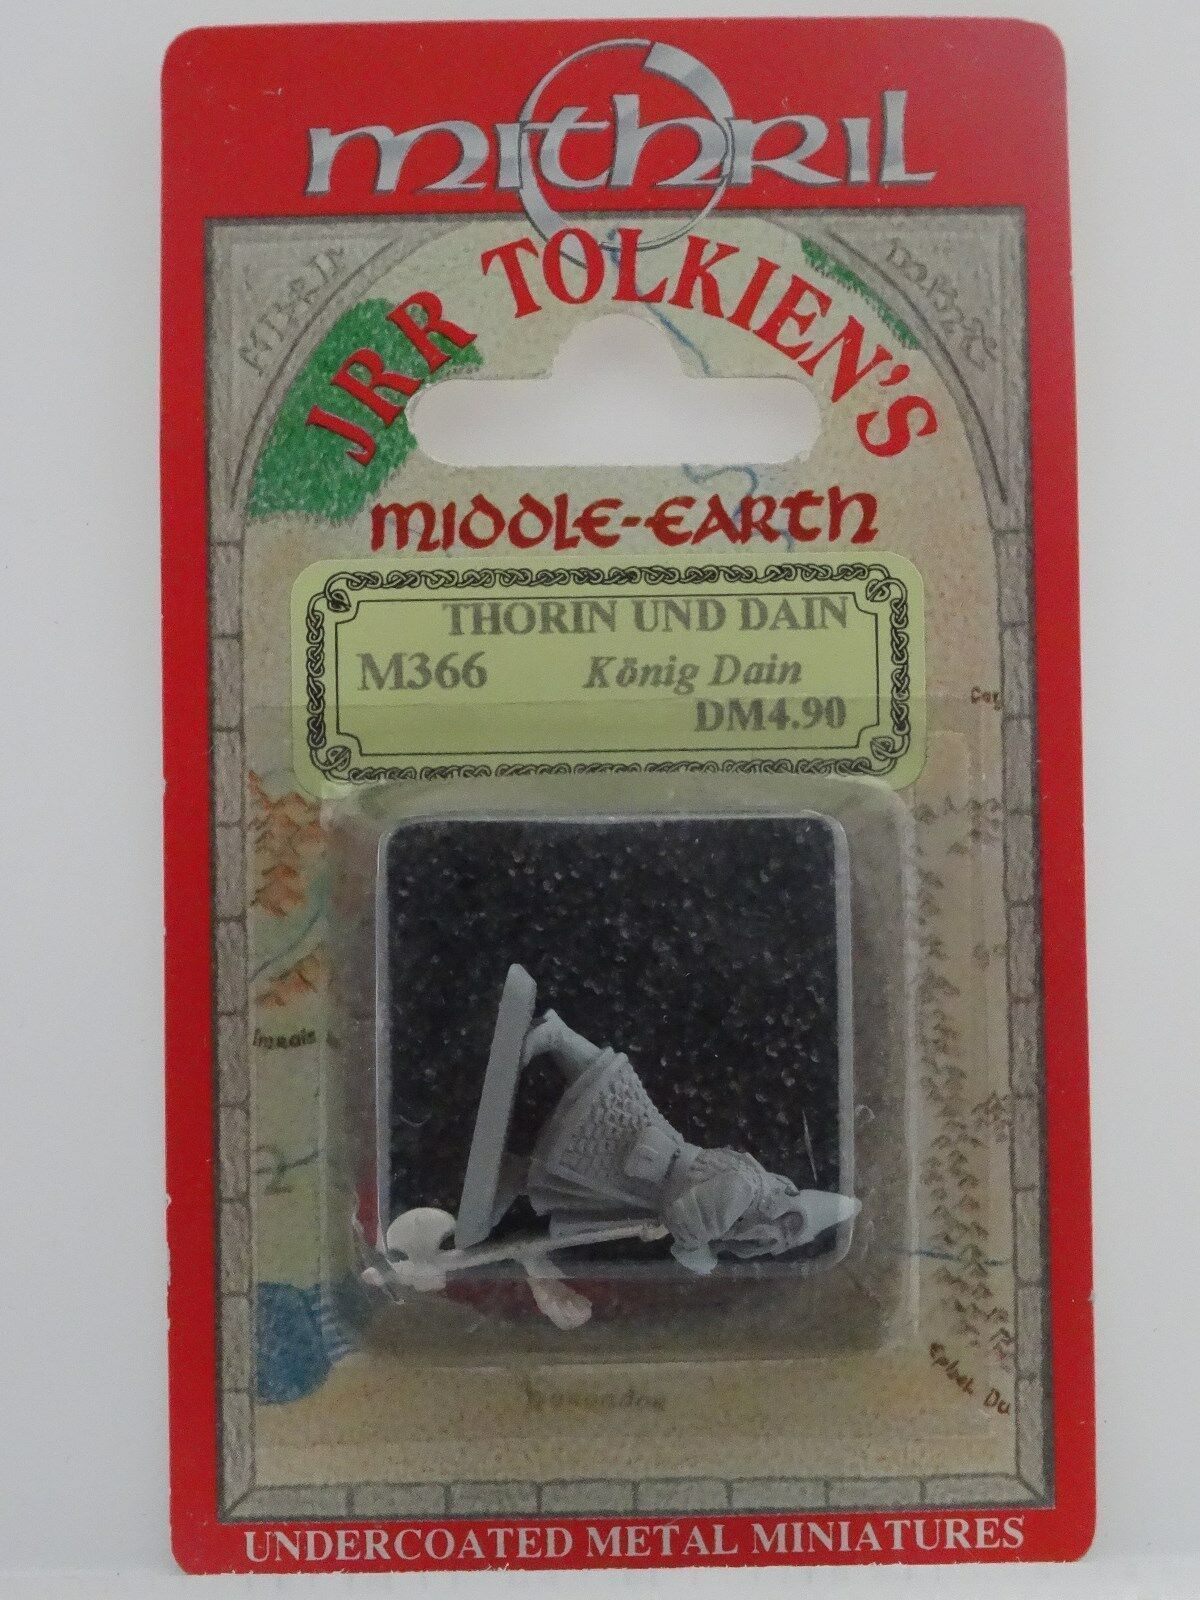 mithril
JRR TOLKIEN'S
MIDDLE-EARTH
THORIN UND DAIN
M366 König Dain
DM4.90
UNDERCOATED METAL MINIATURES